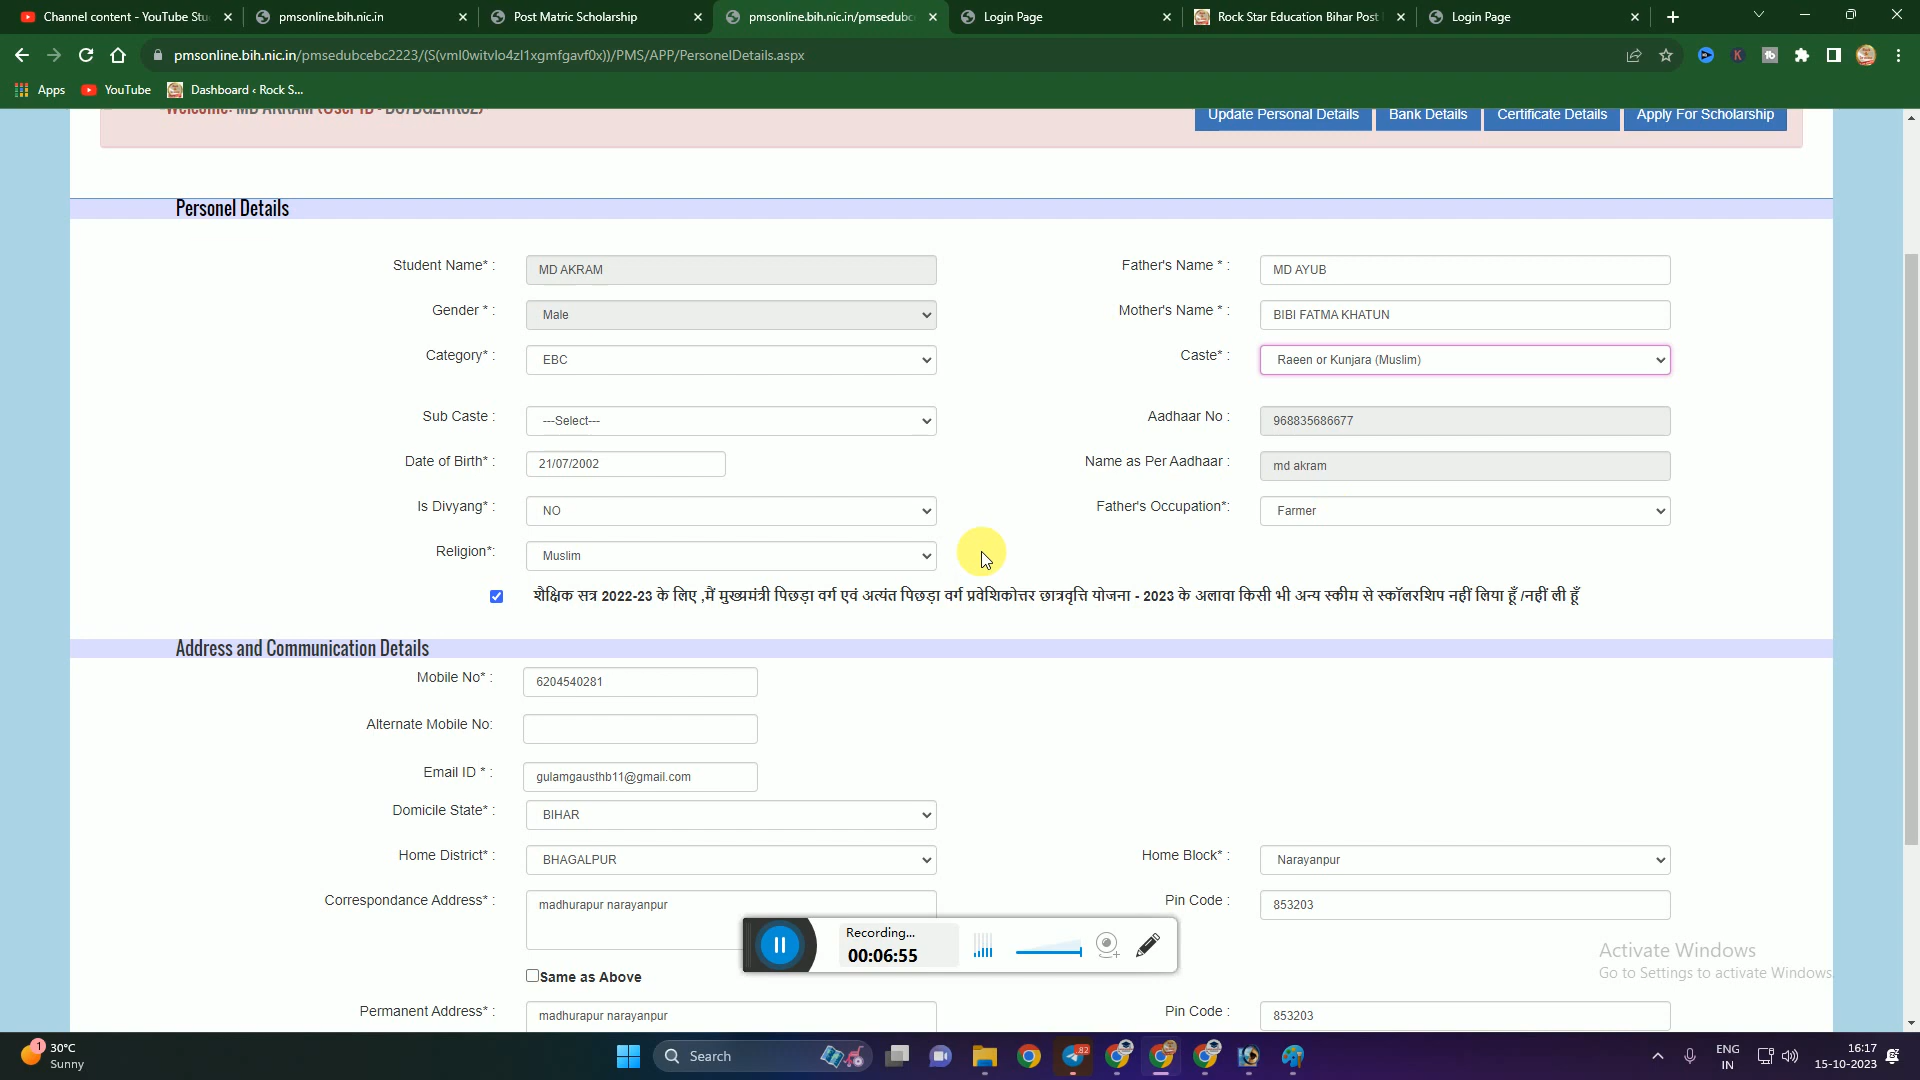 Channel content - YouTube Stu
pmsonline.bih.nic.in
Post Matric Scholarship
pmsonline.bih.nic.in/pmsedubc
Login Page
Rock Star Education Bihar Post
Login Page
pmsonline.bih.nic.in/pmsedubcebc2223/(S(vml0witvlo4zl1xgmfgavf0x))/PMS/APP/PersonelDetails.aspx
Apps YouTube Dashboard ‹ Rock S...
Update Personal Details Bank Details Certificate Details Apply For Scholarship
Personel Details
Student Name* : MD AKRAM Father's Name * : MD AYUB
Gender * : Male Mother's Name * : BIBI FATMA KHATUN
Category* : EBC Caste* : Raeen or Kunjara (Muslim)
Sub Caste : ---Select--- Aadhaar No : 968835686677
Date of Birth* : 21/07/2002 Name as Per Aadhaar : md akram
Is Divyang* : NO Father's Occupation*: Farmer
Religion*: Muslim
शैक्षिक सत्र 2022-23 के लिए ,मैं मुख्यमंत्री पिछड़ा वर्ग एवं अत्यंत पिछड़ा वर्ग प्रवेशिकोत्तर छात्रवृत्ति योजना - 2023 के अलावा किसी भी अन्य स्कीम से स्कॉलरशिप नहीं लिया हूँ /नहीं ली हूँ
Address and Communication Details
Mobile No* : 6204540281
Alternate Mobile No:
Email ID * : gulamgausthb11@gmail.com
Domicile State* : BIHAR
Home District* : BHAGALPUR Home Block* : Narayanpur
Correspondance Address* : madhurapur narayanpur Pin Code : 853203
Recording...
00:06:55
Activate Windows
Go to Settings to activate Windows.
Same as Above
Permanent Address* : madhurapur narayanpur Pin Code : 853203
1 30°C
Sunny
Search
82
ENG
IN
16:17
15-10-2023